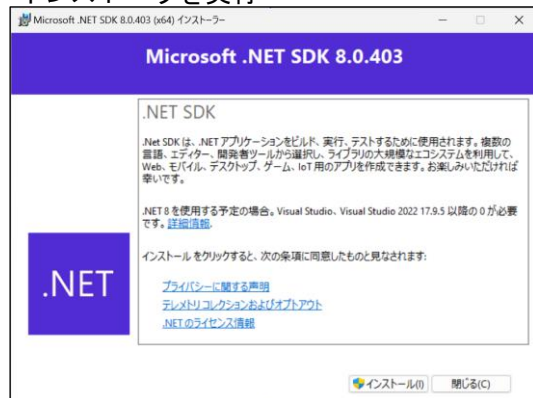 Microsoft .NET SDK 8.0.403 (x64) インストーラー
Microsoft .NET SDK 8.0.403
.NET SDK
.Net SDK は、.NET アプリケーションをビルド、実行、テストするために使用されます。複数の
言語、エディター、開発者ツールから選択し、ライブラリの大規模なエコシステムを利用して、
Web、モバイル、デスクトップ、ゲーム、IoT 用のアプリを作成できます。お楽しみいただければ
幸いです。
.NET 8 を使用する予定の場合。Visual Studio、Visual Studio 2022 17.9.5 以降の 0 が必要
です。詳細情報.
インストール をクリックすると、次の条項に同意したものと見なされます:
.NET
プライバシーに関する声明
テレメトリ コレクションおよびオプトアウト
.NET のライセンス情報
インストール(I)
閉じる(C)